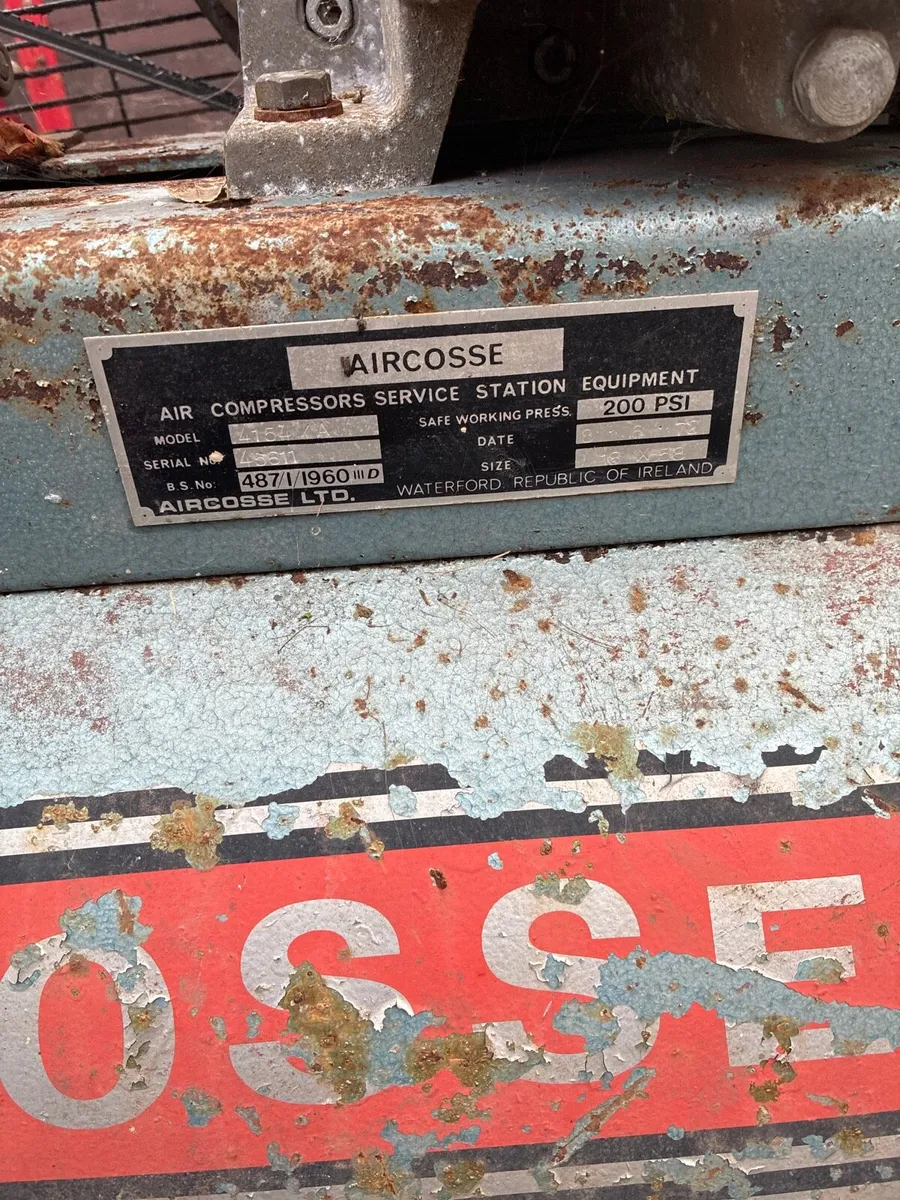 AIRCOSSE
AIR COMPRESSORS SERVICE STATION EQUIPMENT
MODEL
SAFE WORKING PRESS. 200 PSI
SERIAL No
DATE
B.S. No: 487/1/1960 III D
SIZE
AIRCOSSE LTD.
WATERFORD REPUBLIC OF IRELAND
OSSE